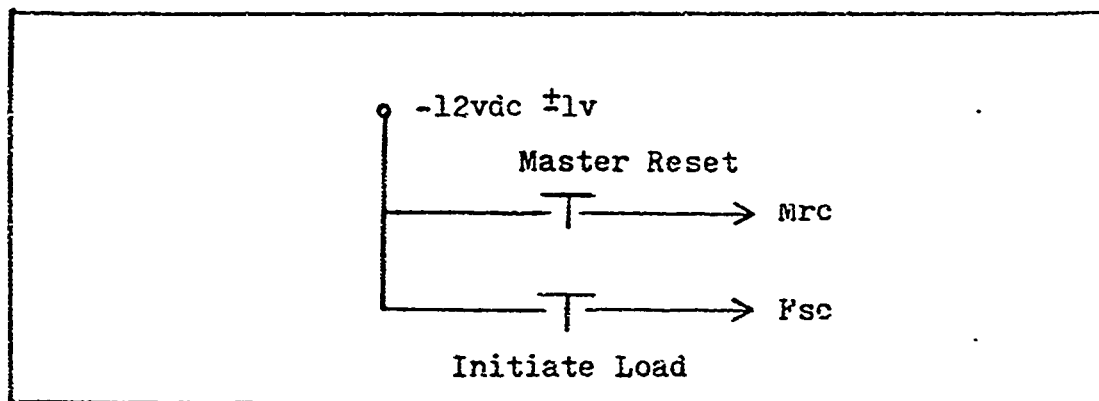 -12vdc ±1v
Master Reset
Mrc
Fsc
Initiate Load